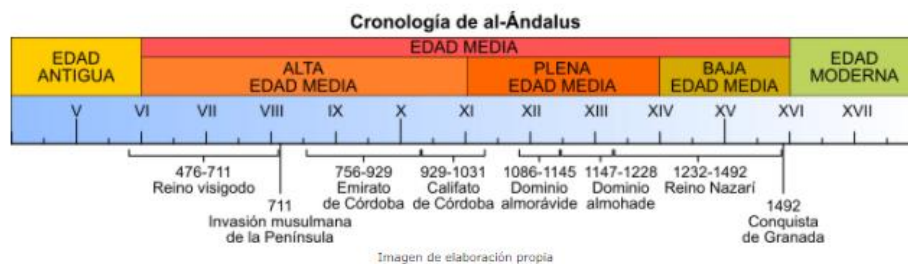 Cronología de al-Ándalus
EDAD
ANTIGUA
EDAD MEDIA
ALTA
EDAD MEDIA
PLENA
EDAD MEDIA
BAJA
EDAD MEDIA
EDAD
MODERNA
V VI VII VIII IX X XI XII XIII XIV XV XVI XVII
476-711
Reino visigodo
711
Invasión musulmana
de la Península
756-929
Emirato
de Córdoba
929-1031
Califato
de Córdoba
1086-1145
Dominio
almorávide
1147-1228
Dominio
almohade
1232-1492
Reino Nazarí
1492
Conquista
de Granada
Imagen de elaboración propia